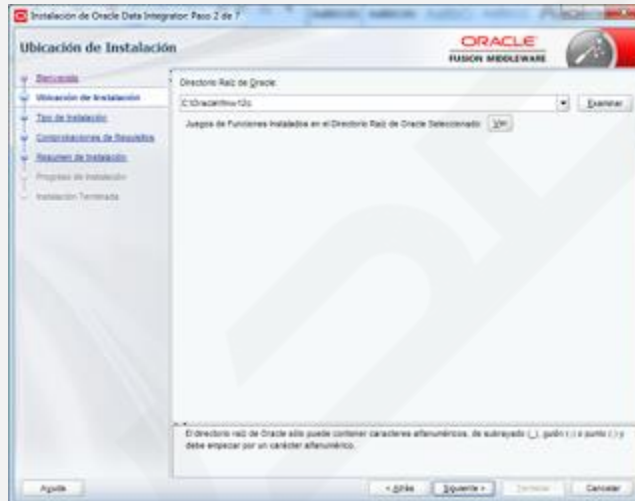 Instalación de Oracle Data Integrator: Paso 2 de 7
Ubicación de Instalación
ORACLE
FUSION MIDDLEWARE
Bienvenida
Ubicación de Instalación
Tipo de Instalación
Comprobaciones de Requisitos
Resumen de Instalación
Progreso de Instalación
Instalación Terminada
Directorio Raíz de Oracle:
Examinar
Juegos de Funciones Instalados en el Directorio Raíz de Oracle Seleccionado: Ver
El directorio raíz de Oracle sólo puede contener caracteres alfanuméricos, de subrayado (_), guión (-) o punto (.) y
debe empezar por un carácter alfanumérico.
Ayuda
< Atrás
Siguiente >
Terminar
Cancelar